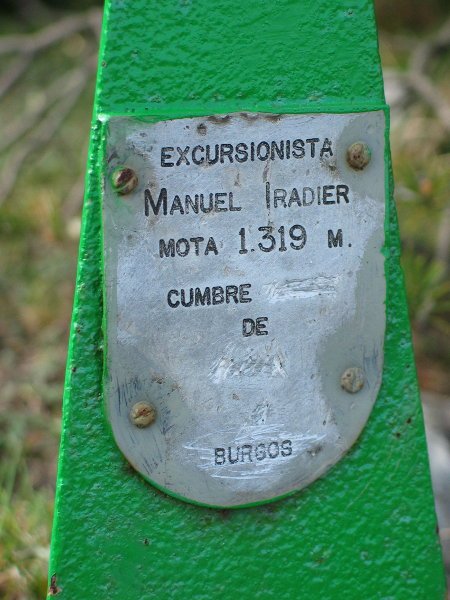 EXCURSIONISTA
MANUEL IRADIER
MOTA 1.319 M.
CUMBRE
DE
BURGOS